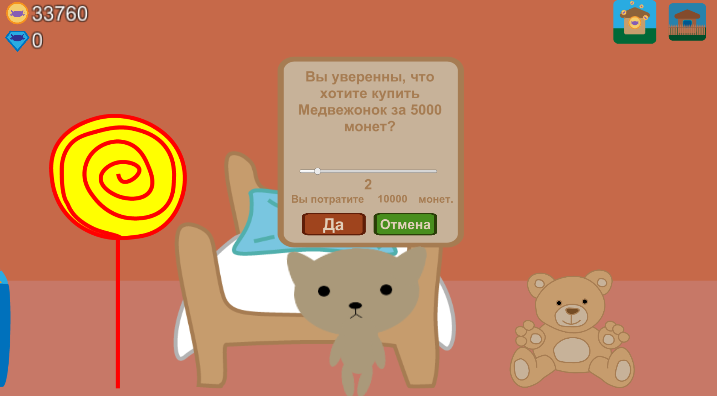 33760
0
Вы уверенны, что
хотите купить
Медвежонок за 5000
монет?
2
Вы потратите 10000 монет.
Да
Отмена